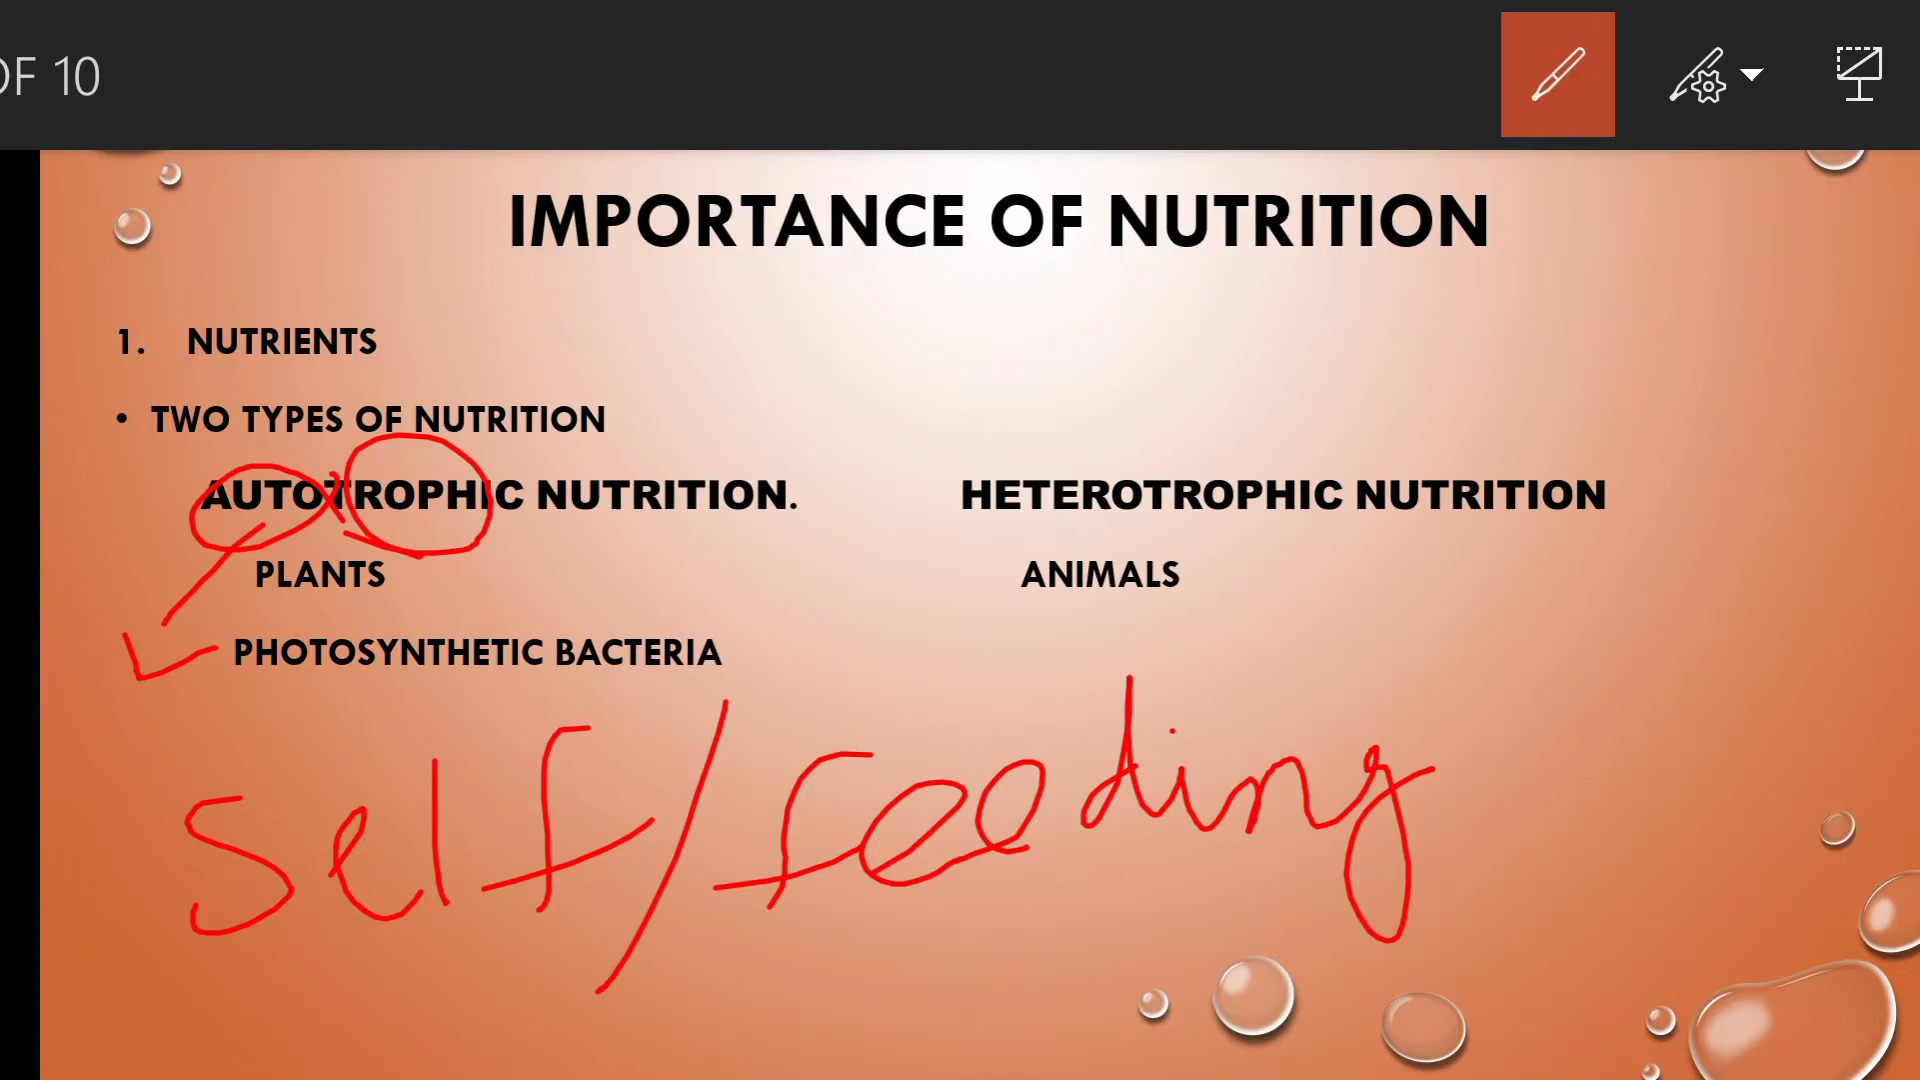 OF 10
IMPORTANCE OF NUTRITION
1. NUTRIENTS
• TWO TYPES OF NUTRITION
AUTOTROPHIC NUTRITION. HETEROTROPHIC NUTRITION
PLANTS ANIMALS
PHOTOSYNTHETIC BACTERIA
Self/feeding